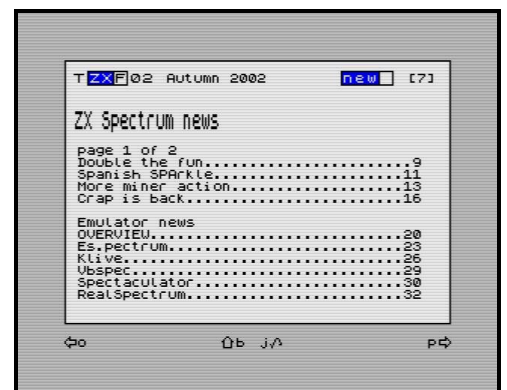 TZXF02 Autumn 2002 new [7]
ZX Spectrum news
page 1 of 2
Double the fun.......................9
Spanish SPArkle.....................11
More miner action...................13
Crap is back........................16
Emulator news
OVERVIEW............................20
Es.pectrum..........................23
Klive...............................26
Vbspec..............................29
Spectaculator.......................30
RealSpectrum........................32
⇦o ⇧b j^ p⇨